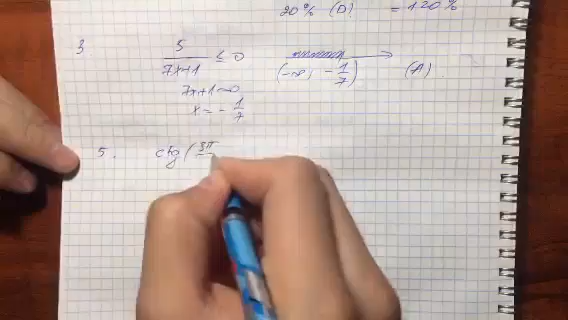 20% (D) = 120%
3 5/(7x+1) ≤ 0 (-∞; -1/7) (A)
7x+1=0
x = - 1/7
5. ctg (3π